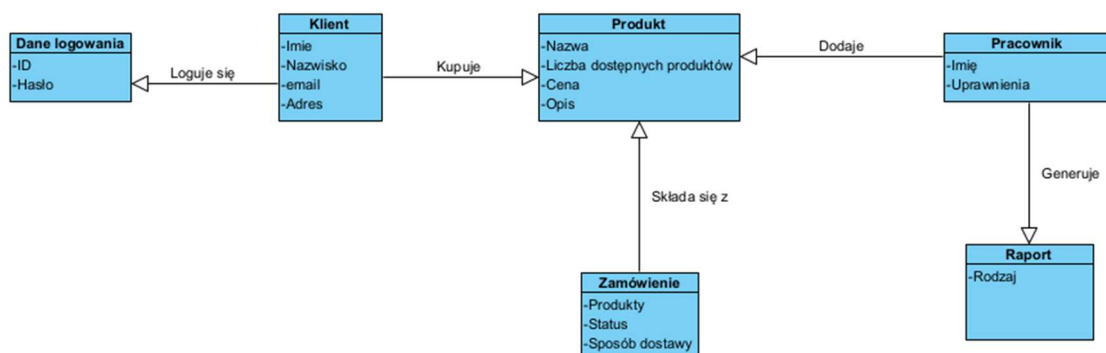 Dane logowania
-ID
-Hasło
Loguje się
Klient
-Imie
-Nazwisko
-email
-Adres
Kupuje
Produkt
-Nazwa
-Liczba dostępnych produktów
-Cena
-Opis
Dodaje
Pracownik
-Imię
-Uprawnienia
Składa się z
Generuje
Zamówienie
-Produkty
-Status
-Sposób dostawy
Raport
-Rodzaj